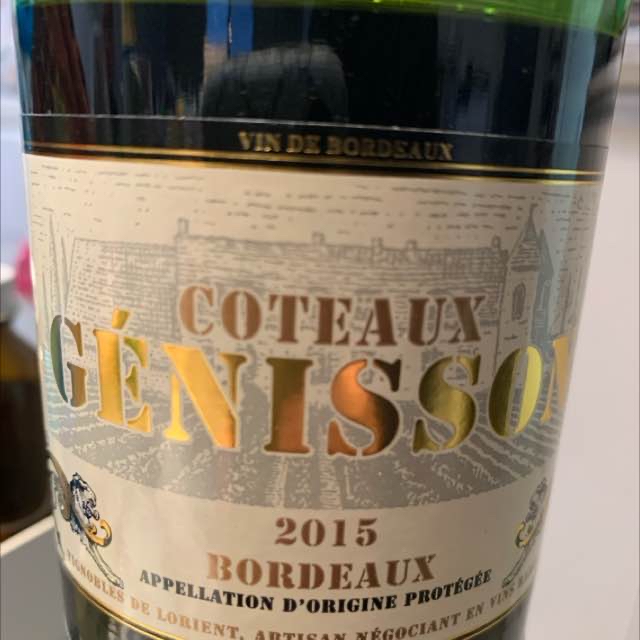 VIN DE BORDEAUX
COTEAUX
GÉNISSON
2015
BORDEAUX
APPELLATION D'ORIGINE PROTÉGÉE
VIGNOBLES DE LORIENT, ARTISAN NÉGOCIANT EN VINS